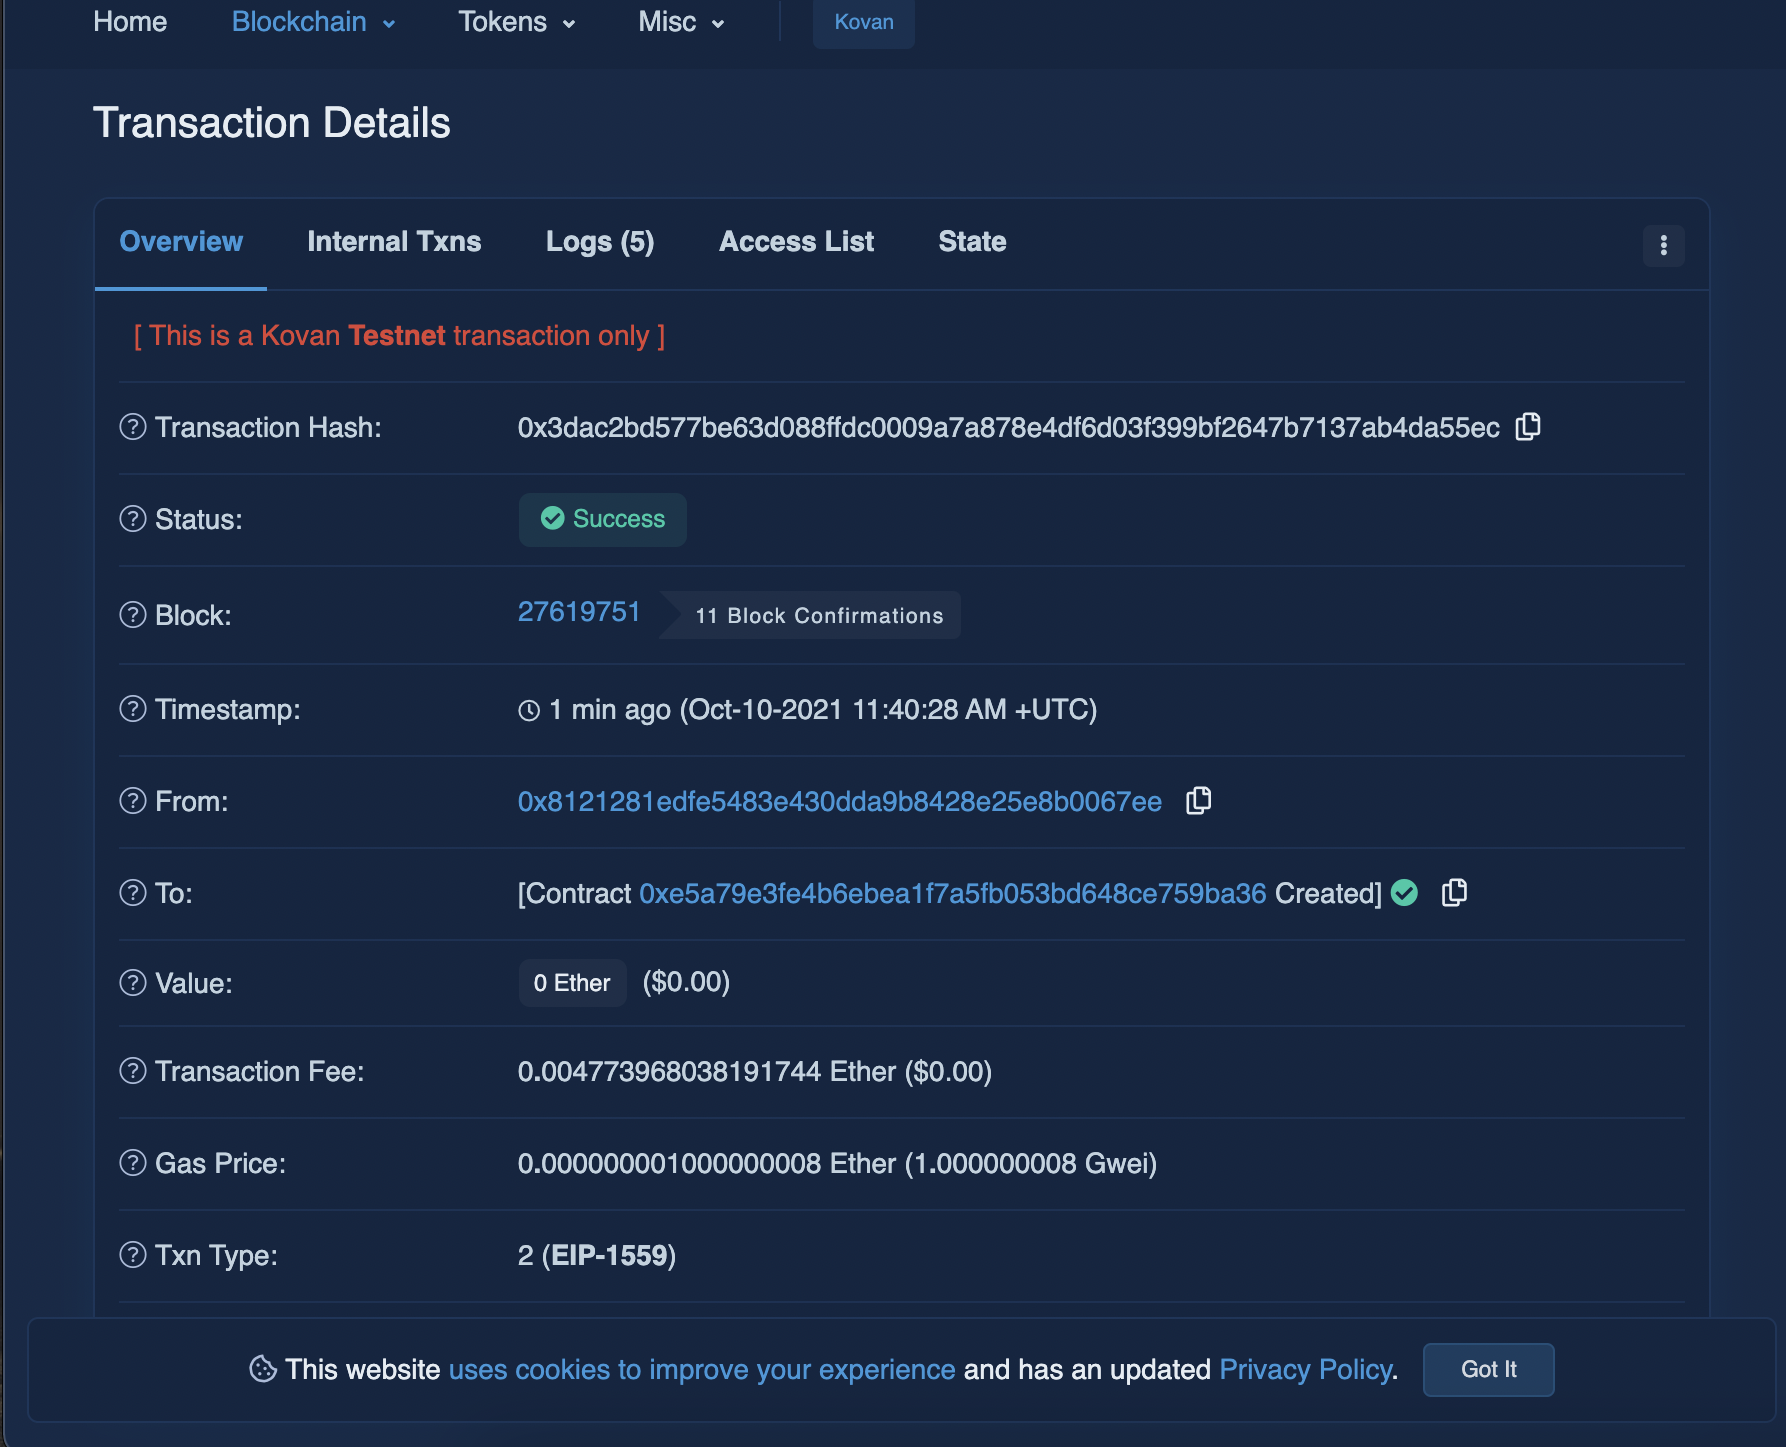 Home Blockchain Tokens Misc Kovan
Transaction Details
Overview Internal Txns Logs (5) Access List State
[ This is a Kovan Testnet transaction only ]
Transaction Hash: 0x3dac2bd577be63d088ffdc0009a7a878e4df6d03f399bf2647b7137ab4da55ec
Status: Success
Block: 27619751 11 Block Confirmations
Timestamp: 1 min ago (Oct-10-2021 11:40:28 AM +UTC)
From: 0x8121281edfe5483e430dda9b8428e25e8b0067ee
To: [Contract 0xe5a79e3fe4b6ebea1f7a5fb053bd648ce759ba36 Created]
Value: 0 Ether ($0.00)
Transaction Fee: 0.004773968038191744 Ether ($0.00)
Gas Price: 0.000000001000000008 Ether (1.000000008 Gwei)
Txn Type: 2 (EIP-1559)
This website uses cookies to improve your experience and has an updated Privacy Policy. Got It